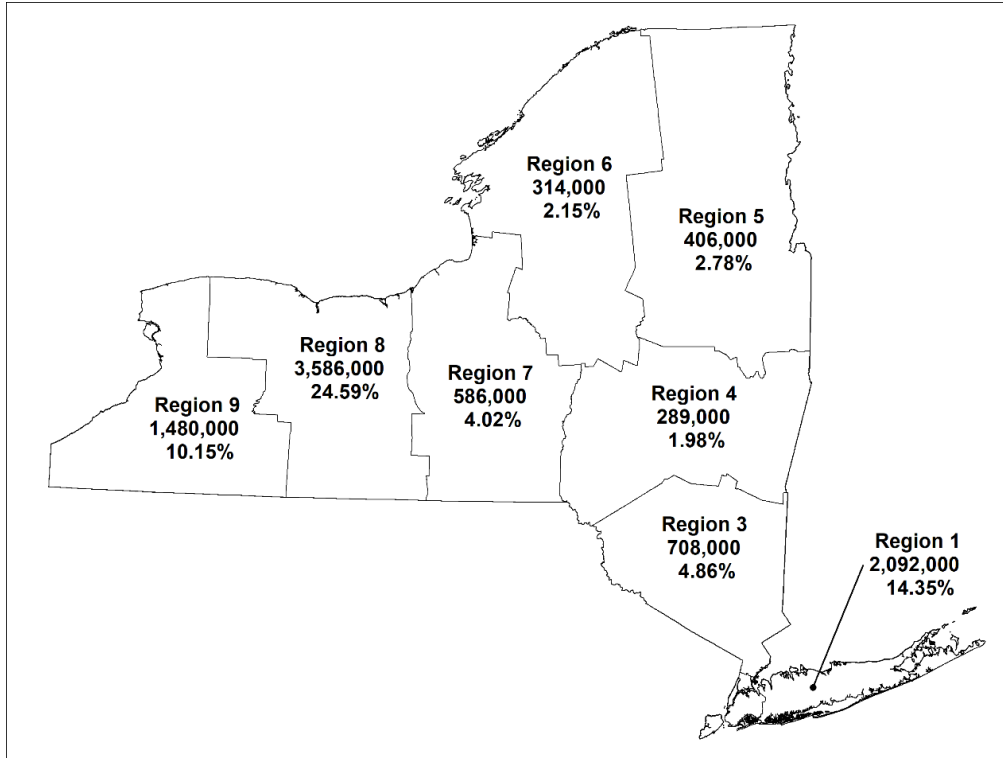 Region 6
314,000
2.15%
Region 5
406,000
2.78%
Region 8
3,586,000
24.59%
Region 7
586,000
4.02%
Region 4
289,000
1.98%
Region 9
1,480,000
10.15%
Region 3
708,000
4.86%
Region 1
2,092,000
14.35%